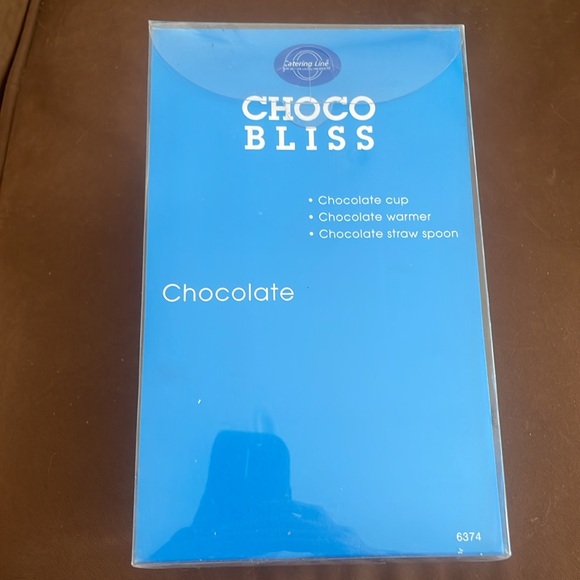 Catering Line
CHOCO
BLISS
• Chocolate cup
• Chocolate warmer
• Chocolate straw spoon
Chocolate
6374